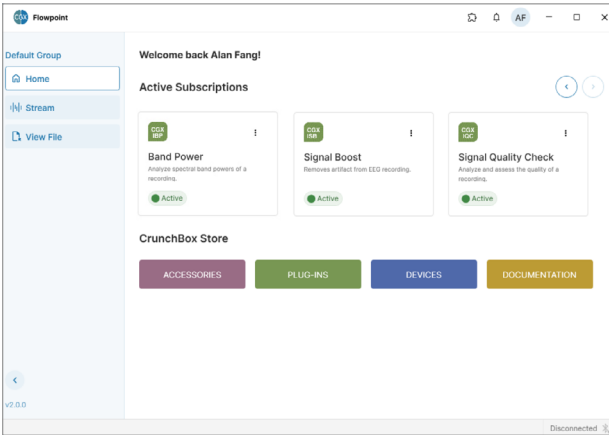 CGX Flowpoint
AF
Default Group
Home
Stream
View File
v2.0.0
Welcome back Alan Fang!
Active Subscriptions
CGX
IBP
Band Power
Analyze spectral band powers of a
recording.
Active
CGX
ISB
Signal Boost
Removes artifact from EEG recording.
Active
CGX
IQC
Signal Quality Check
Analyze and assess the quality of a
recording.
Active
CrunchBox Store
ACCESSORIES
PLUG-INS
DEVICES
DOCUMENTATION
Disconnected